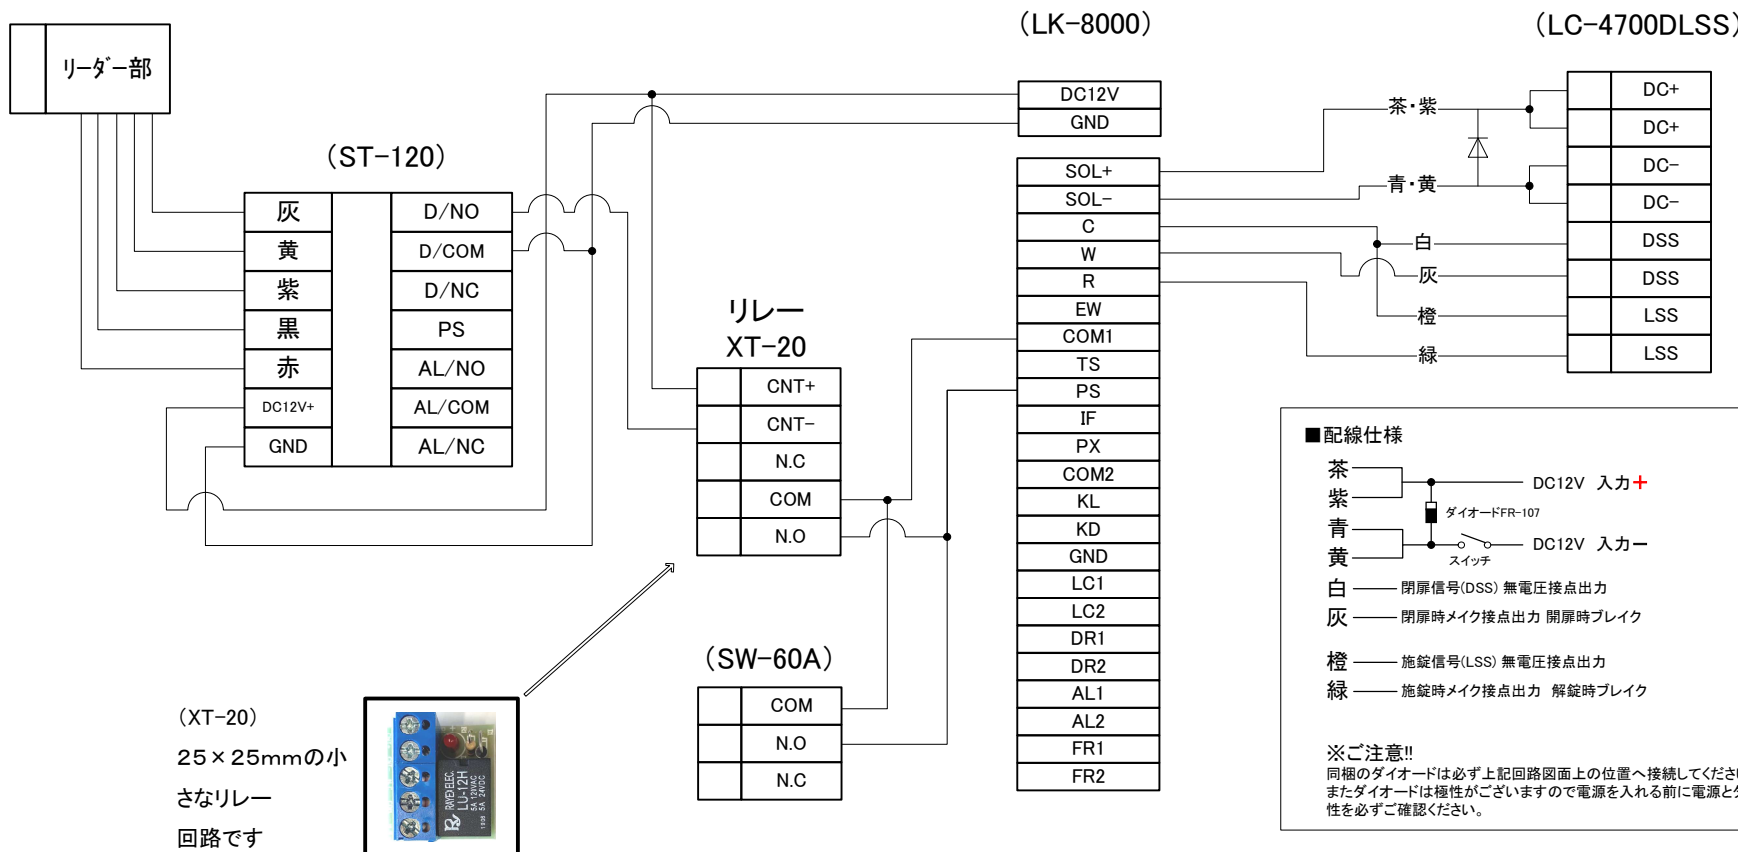 (LK-8000)
(LC-4700DLSS)
リーダー部
DC12V
GND
(ST-120)
灰
黄
紫
黒
赤
DC12V+
GND
D/NO
D/COM
D/NC
PS
AL/NO
AL/COM
AL/NC
リレー
XT-20
CNT+
CNT-
N.C
COM
N.O
(SW-60A)
COM
N.O
N.C
SOL+
SOL-
C
W
R
EW
COM1
TS
PS
IF
PX
COM2
KL
KD
GND
LC1
LC2
DR1
DR2
AL1
AL2
FR1
FR2
茶・紫
青・黄
白
灰
橙
緑
DC+
DC+
DC-
DC-
DSS
DSS
LSS
LSS
■配線仕様
茶
紫
青
黄
DC12V 入力+
ダイオードFR-107
スイッチ
DC12V 入力ー
白 閉扉信号(DSS) 無電圧接点出力
灰 閉扉時メイク接点出力 開扉時ブレイク
橙 施錠信号(LSS) 無電圧接点出力
緑 施錠時メイク接点出力 解錠時ブレイク
※ご注意!!
同梱のダイオードは必ず上記回路図面上の位置へ接続してくださ
またダイオードは極性がございますので電源を入れる前に電源と
性を必ずご確認ください。
(XT-20)
25×25mmの小
さなリレー
回路です
RAYEX ELEC.
LU-12H
5A 120VAC
5A 24VDC